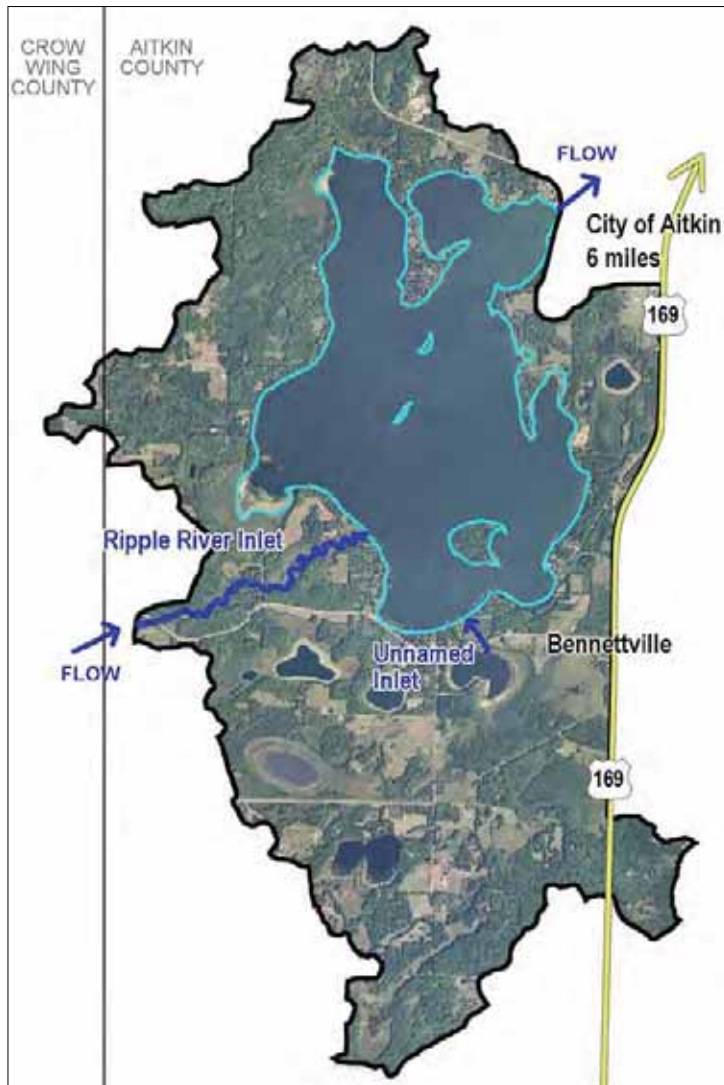 CROW
WING
COUNTY
AITKIN
COUNTY
FLOW
City of Aitkin
6 miles
169
Ripple River Inlet
FLOW
Unnamed
Inlet
Bennettville
169